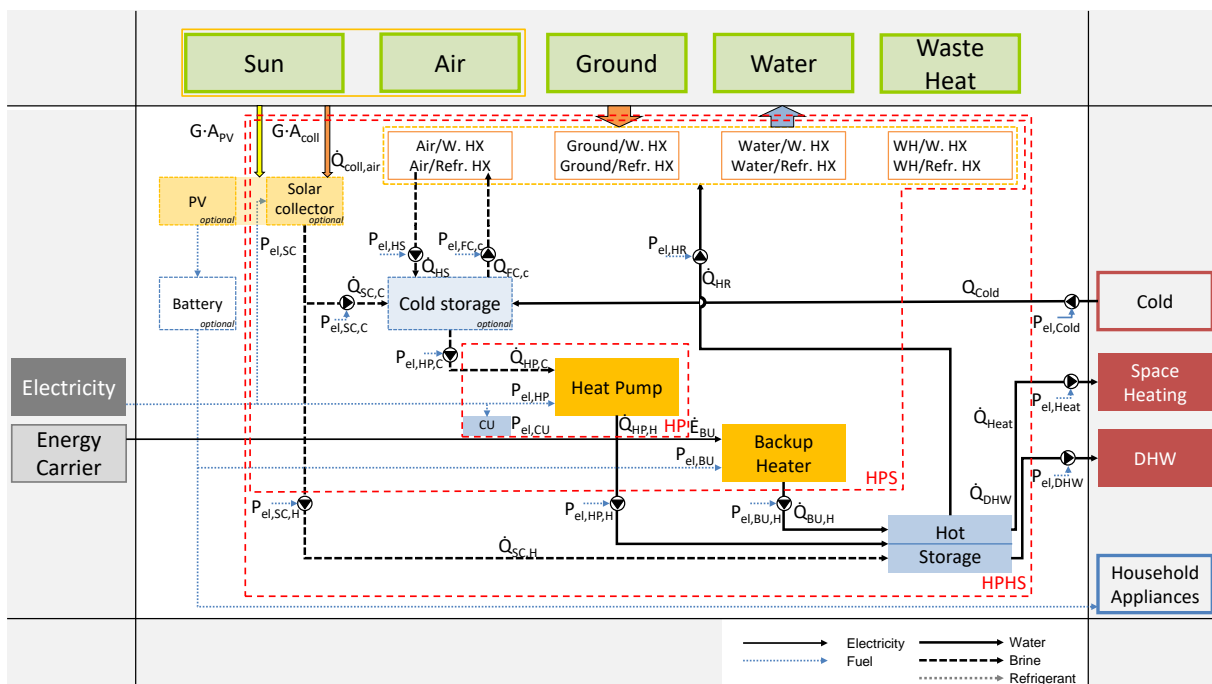 Sun
Air
Ground
Water
Waste
Heat
G·A_PV
G·A_coll
Q̇_coll,air
Air/W. HX
Air/Refr. HX
Ground/W. HX
Ground/Refr. HX
Water/W. HX
Water/Refr. HX
WH/W. HX
WH/Refr. HX
PV
optional
Solar
collector
optional
P_el,SC
P_el,HS
P_el,FC,c
P_el,HR
Q̇_HS
Q̇_FC,c
Q̇_HR
Battery
optional
Q̇_SC,C
P_el,SC,C
Cold storage
optional
Q_Cold
P_el,Cold
Cold
P_el,HP,C
Q̇_HP,C
Electricity
P_el,HP
Heat Pump
CU
P_el,CU
Q̇_HP,H
HP
Ė_BU
Space
Heating
P_el,Heat
Q̇_Heat
Energy
Carrier
P_el,BU
Backup
Heater
HPS
DHW
P_el,DHW
Q̇_DHW
P_el,SC,H
P_el,HP,H
P_el,BU,H
Q̇_BU,H
Q̇_SC,H
Hot
Storage
HPHS
Household
Appliances
Electricity
Fuel
Water
Brine
Refrigerant